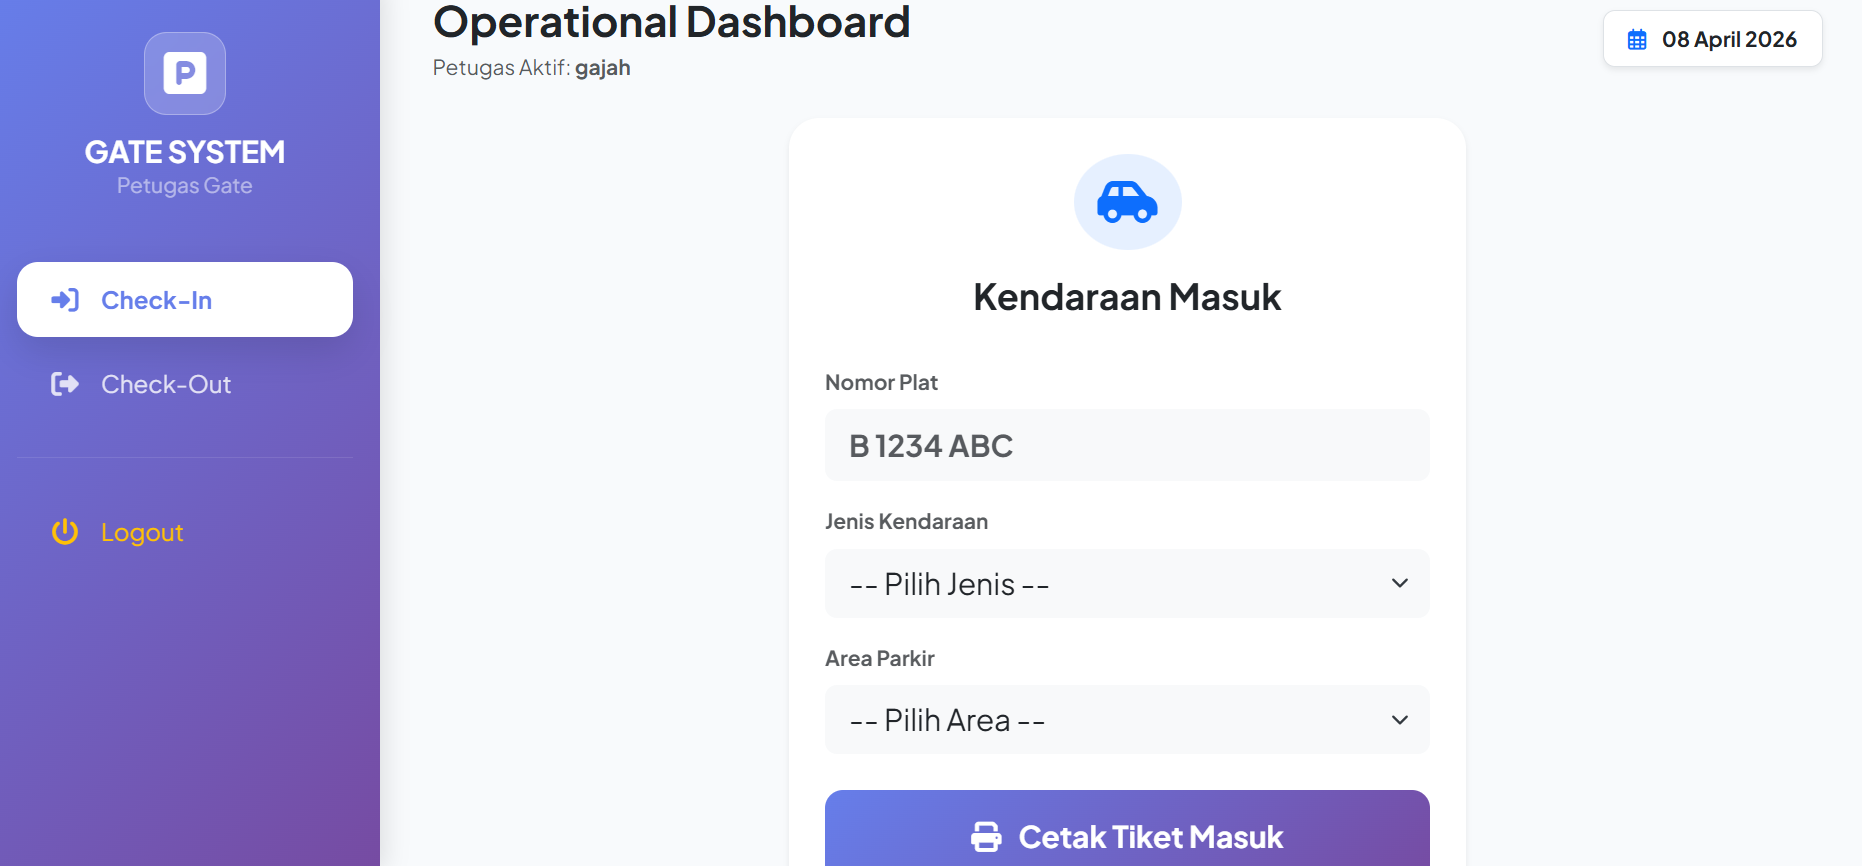 P
GATE SYSTEM
Petugas Gate
Check-In
Check-Out
Logout
Operational Dashboard
Petugas Aktif: gajah
08 April 2026
Kendaraan Masuk
Nomor Plat
B 1234 ABC
Jenis Kendaraan
-- Pilih Jenis --
Area Parkir
-- Pilih Area --
Cetak Tiket Masuk